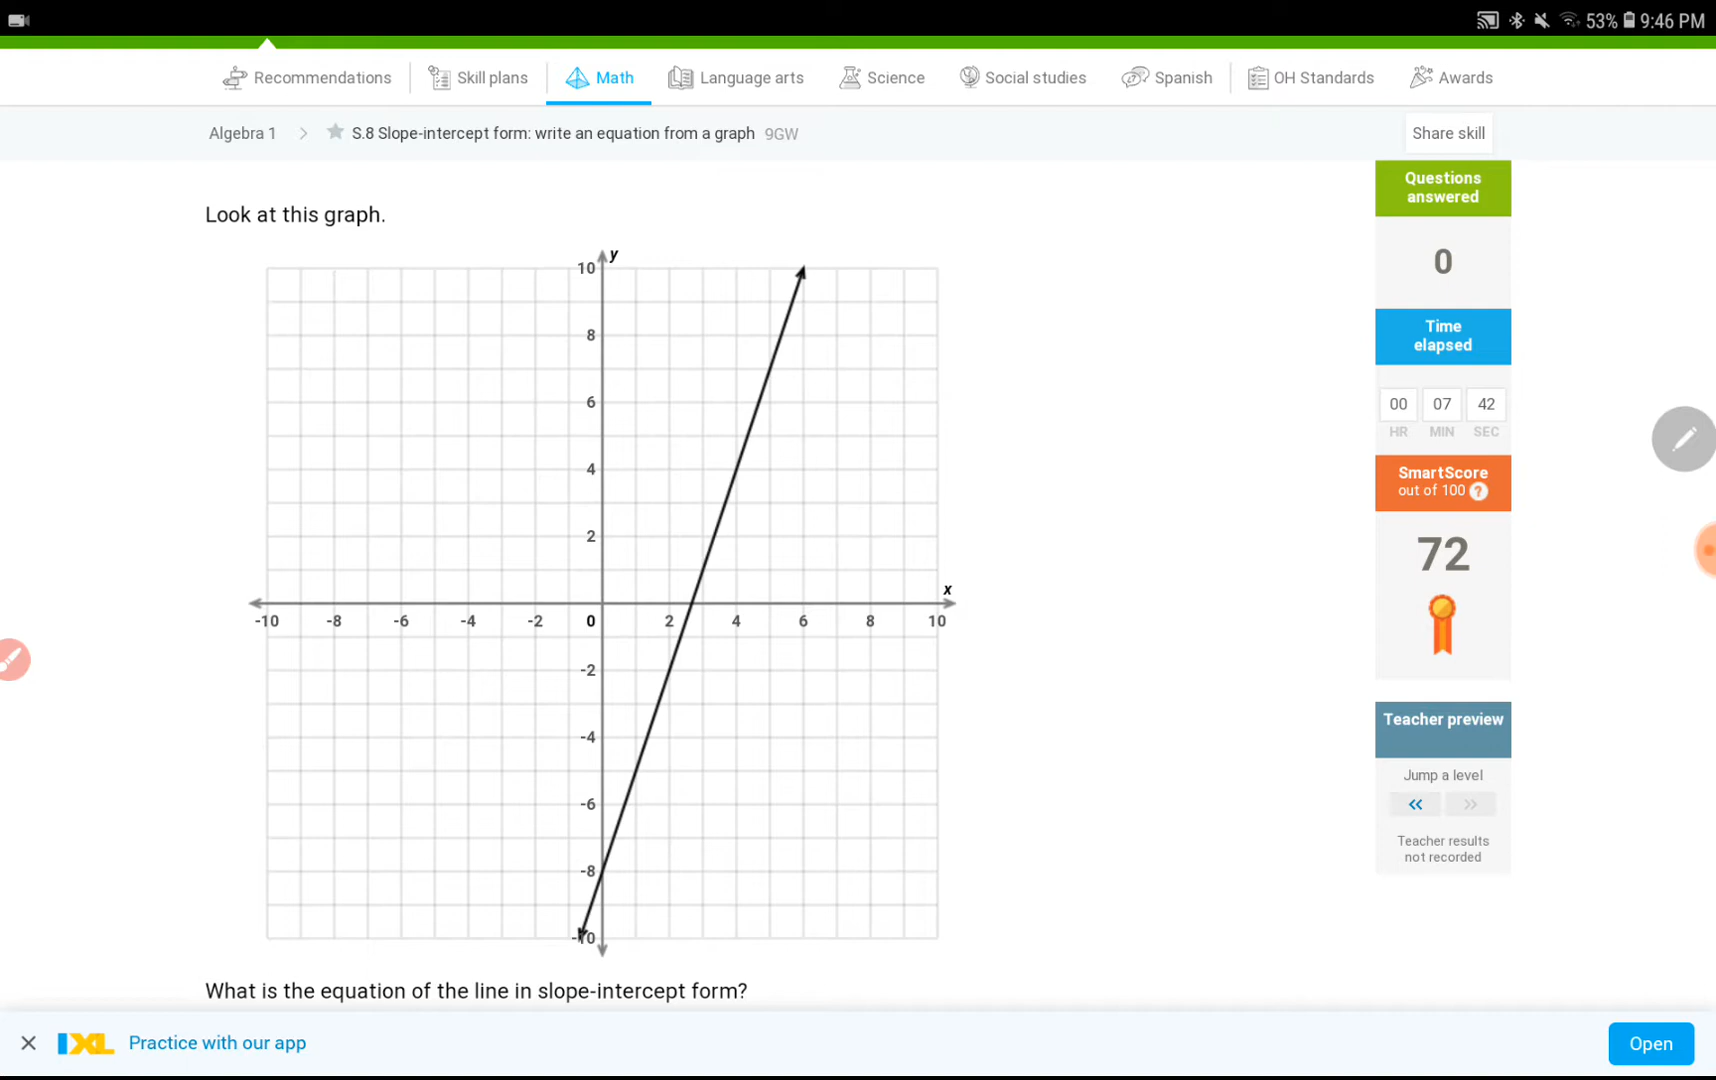 53% 9:46 PM
Recommendations Skill plans Math Language arts Science Social studies Spanish OH Standards Awards
Algebra 1 > S.8 Slope-intercept form: write an equation from a graph 9GW
Share skill
Look at this graph.
y
10
8
6
4
2
x
-10 -8 -6 -4 -2 0 2 4 6 8 10
-2
-4
-6
-8
-10
What is the equation of the line in slope-intercept form?
Questions
answered
0
Time
elapsed
00 07 42
HR MIN SEC
SmartScore
out of 100 ?
72
Teacher preview
Jump a level
Teacher results
not recorded
IXL Practice with our app
Open